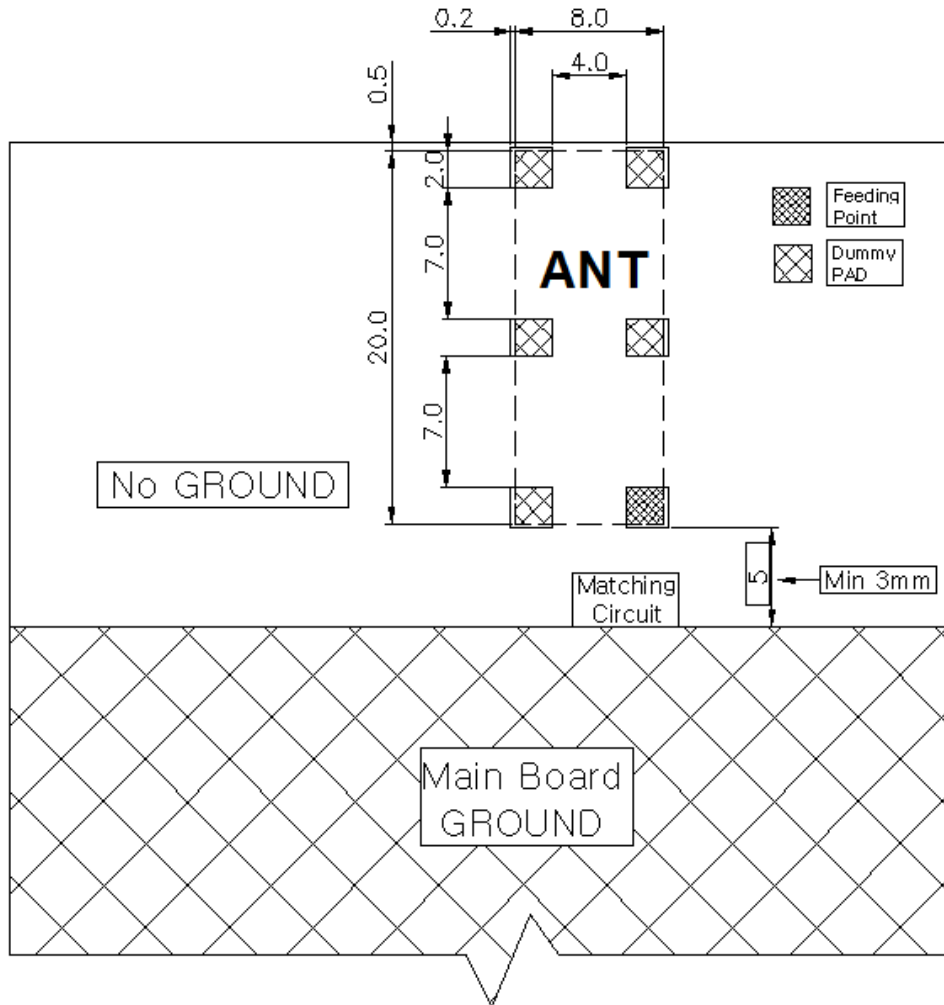 0.2
8.0
4.0
0.5
2.0
7.0
20.0
7.0
ANT
Feeding
Point
Dummy
PAD
No GROUND
5
Min 3mm
Matching
Circuit
Main Board
GROUND